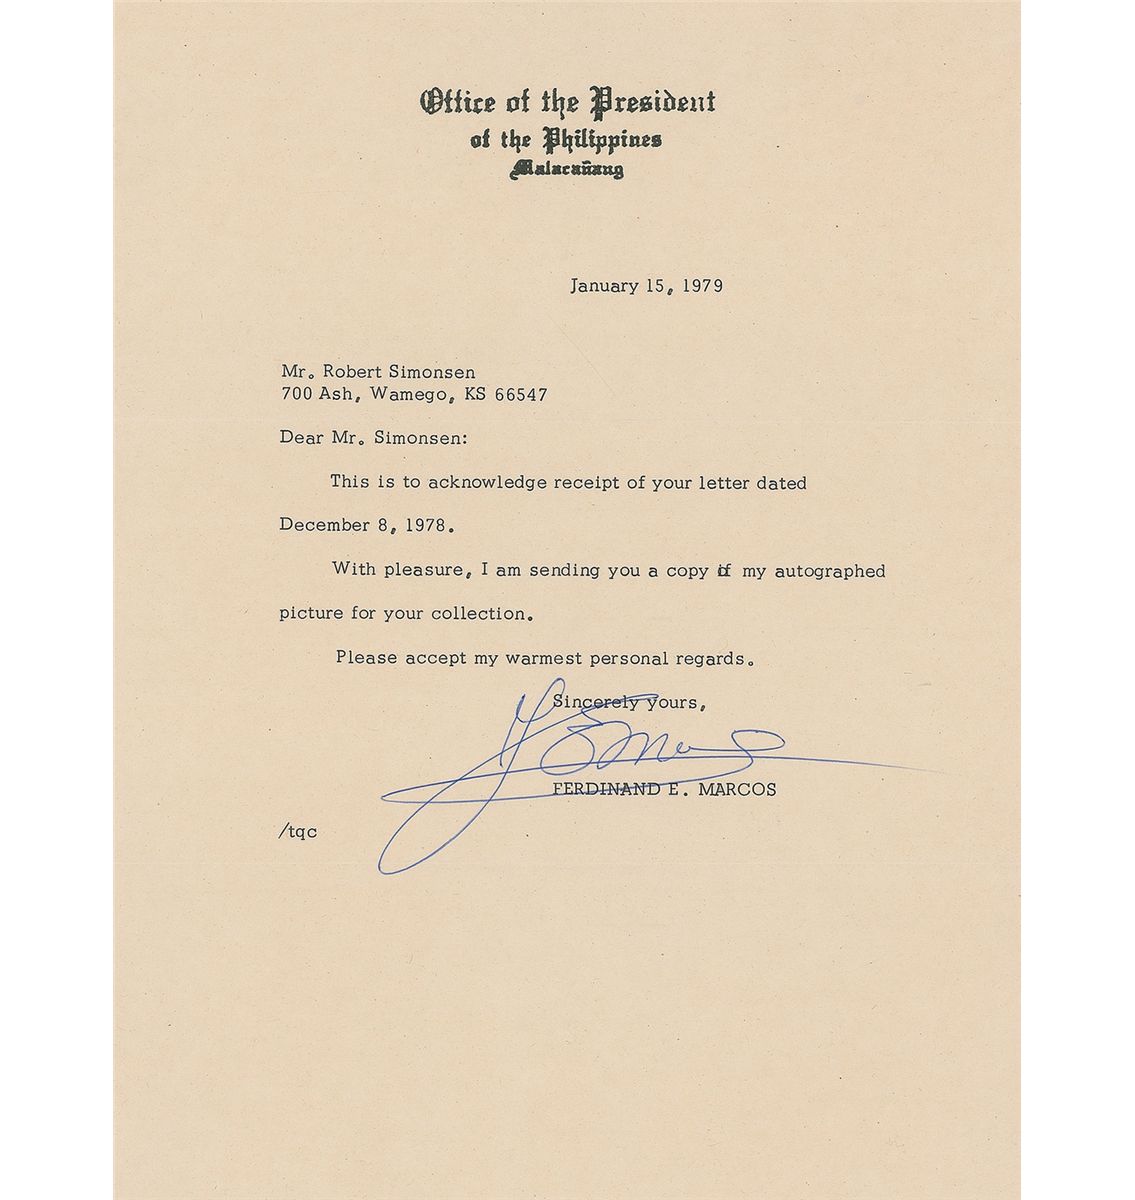 Office of the President
of the Philippines
Malacañang
January 15, 1979
Mr. Robert Simonsen
700 Ash, Wamego, KS 66547
Dear Mr. Simonsen:
This is to acknowledge receipt of your letter dated
December 8, 1978.
With pleasure, I am sending you a copy of my autographed
picture for your collection.
Please accept my warmest personal regards.
Sincerely yours,
FERDINAND E. MARCOS
/tqc